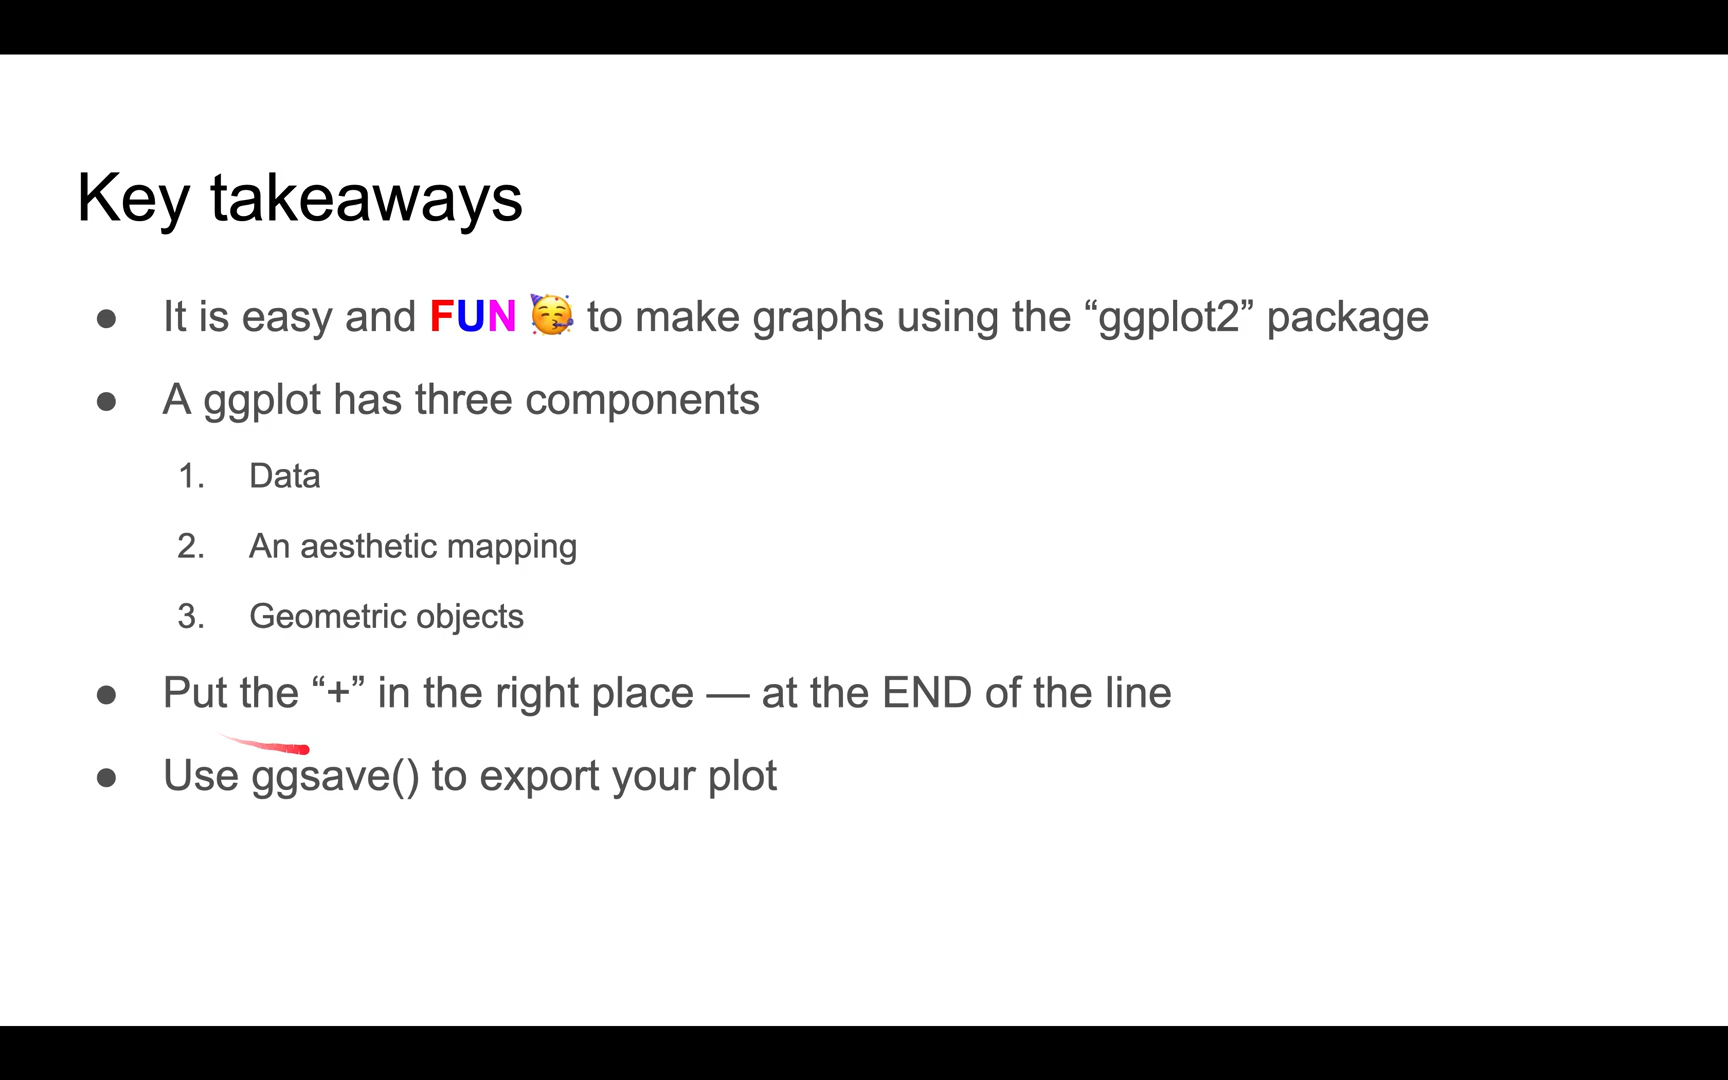 Key takeaways
● It is easy and FUN 🥳 to make graphs using the “ggplot2” package
● A ggplot has three components
1. Data
2. An aesthetic mapping
3. Geometric objects
● Put the “+” in the right place — at the END of the line
● Use ggsave() to export your plot